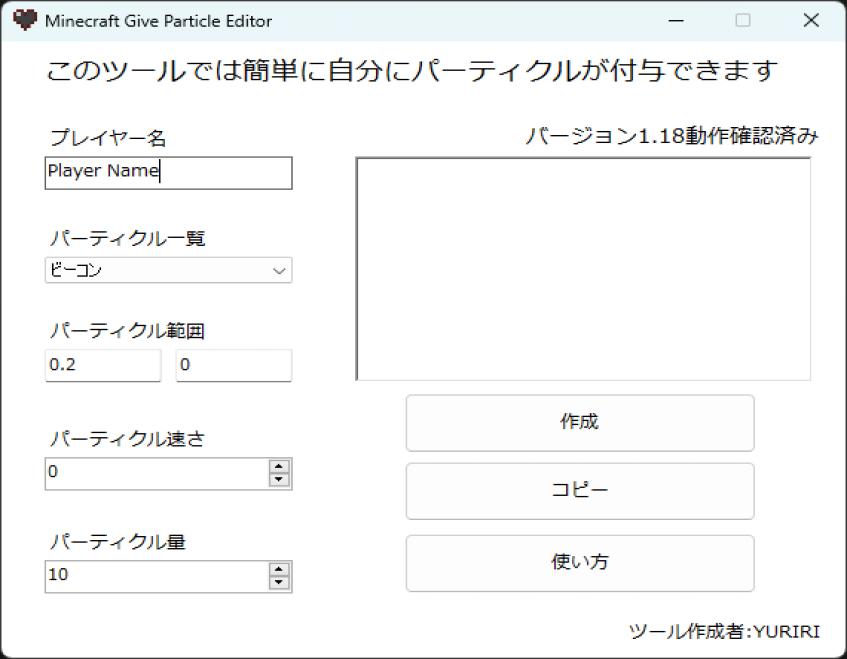 Minecraft Give Particle Editor
このツールでは簡単に自分にパーティクルが付与できます
プレイヤー名
バージョン1.18動作確認済み
Player Name
パーティクル一覧
ビーコン
パーティクル範囲
0.2
0
作成
パーティクル速さ
0
コピー
パーティクル量
使い方
10
ツール作成者:YURIRI